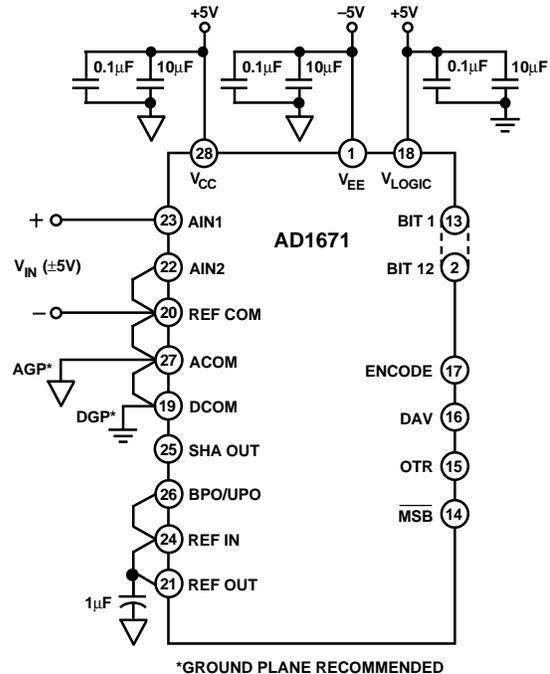 +5V
–5V
+5V
0.1µF
10µF
0.1µF
10µF
0.1µF
10µF
28
1
18
VCC
VEE
VLOGIC
AD1671
+
23
AIN1
BIT 1
13
VIN (±5V)
22
AIN2
BIT 12
2
–
20
REF COM
AGP*
27
ACOM
ENCODE
17
DGP*
19
DCOM
DAV
16
25
SHA OUT
OTR
15
26
BPO/UPO
MSB
14
24
REF IN
21
REF OUT
1µF
*GROUND PLANE RECOMMENDED